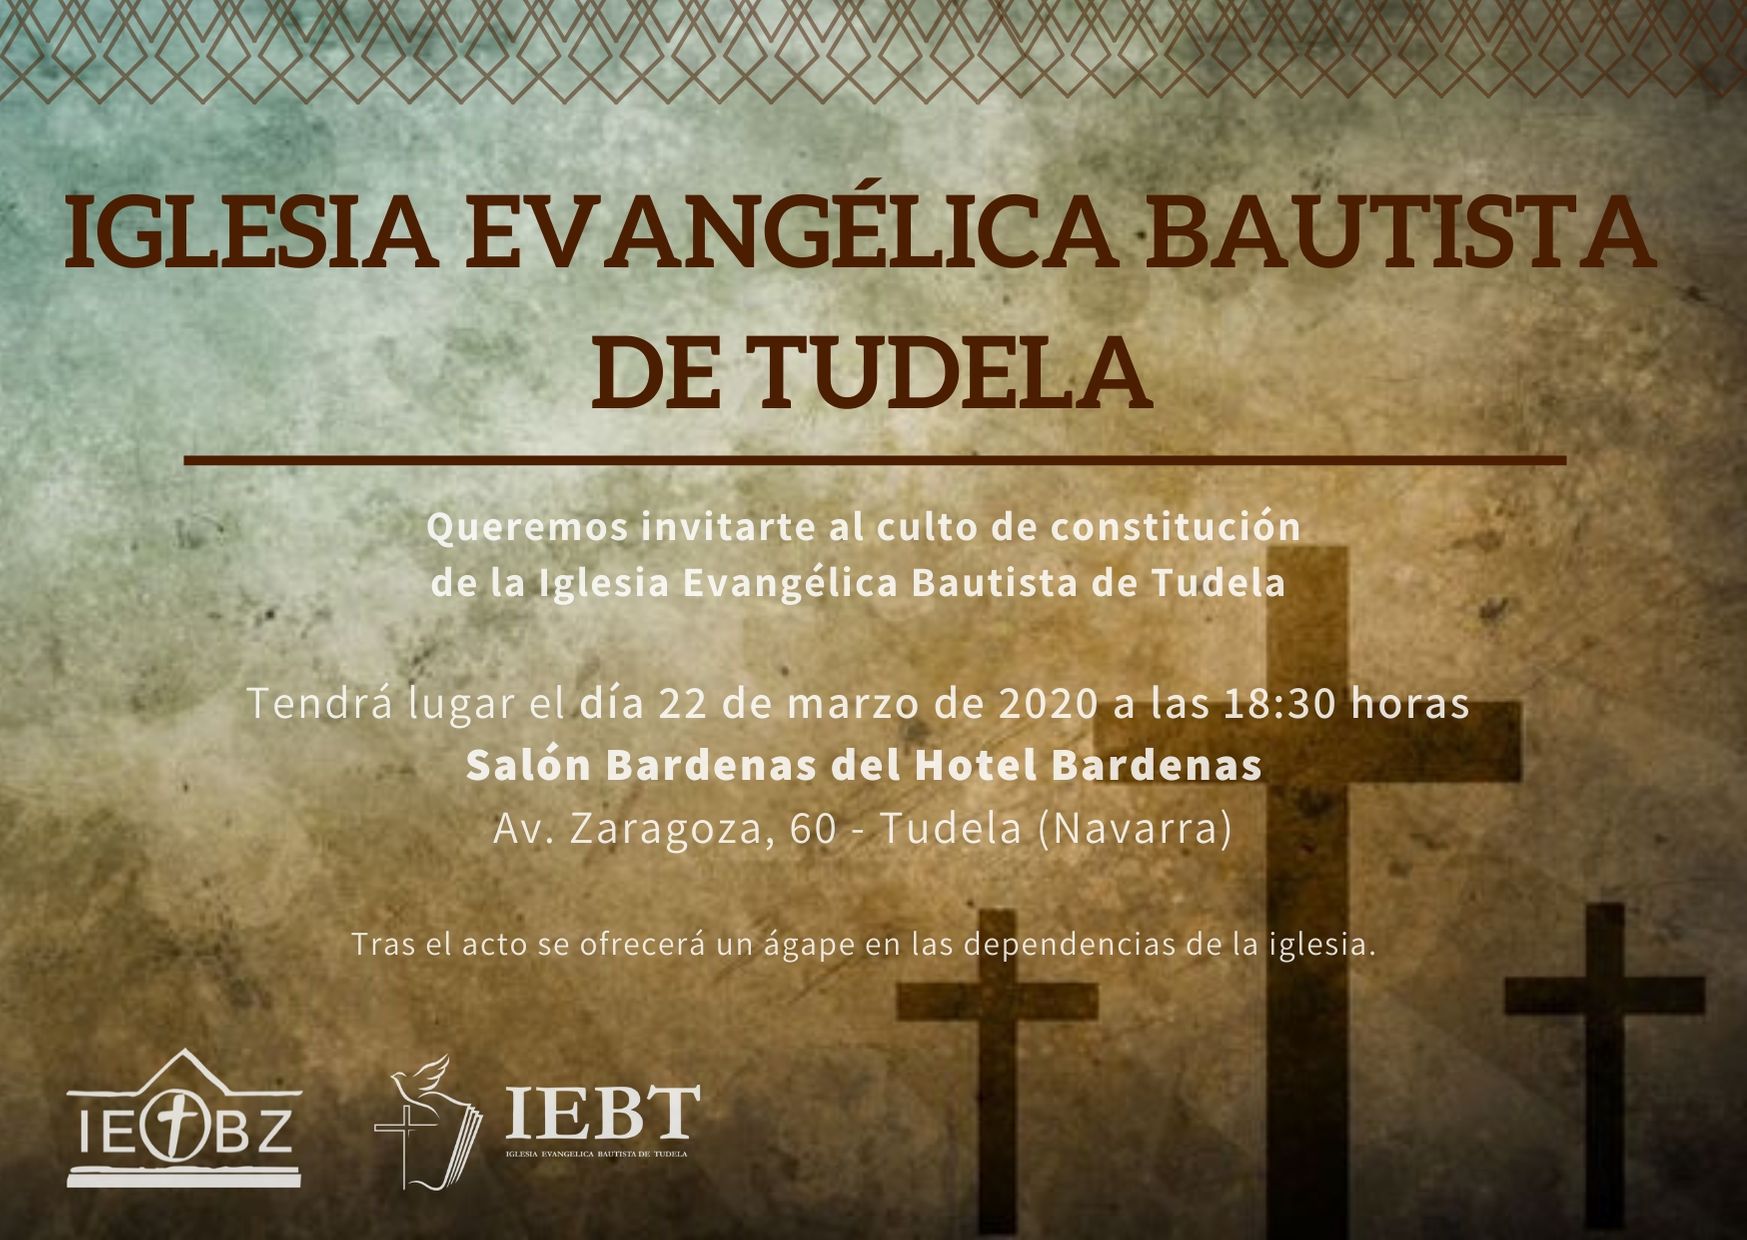 IGLESIA EVANGÉLICA BAUTISTA
DE TUDELA
Queremos invitarte al culto de constitución
de la Iglesia Evangélica Bautista de Tudela
Tendrá lugar el día 22 de marzo de 2020 a las 18:30 horas
Salón Bardenas del Hotel Bardenas
Av. Zaragoza, 60 - Tudela (Navarra)
Tras el acto se ofrecerá un ágape en las dependencias de la iglesia.
IE BZ
IEBT
IGLESIA EVANGELICA BAUTISTA DE TUDELA